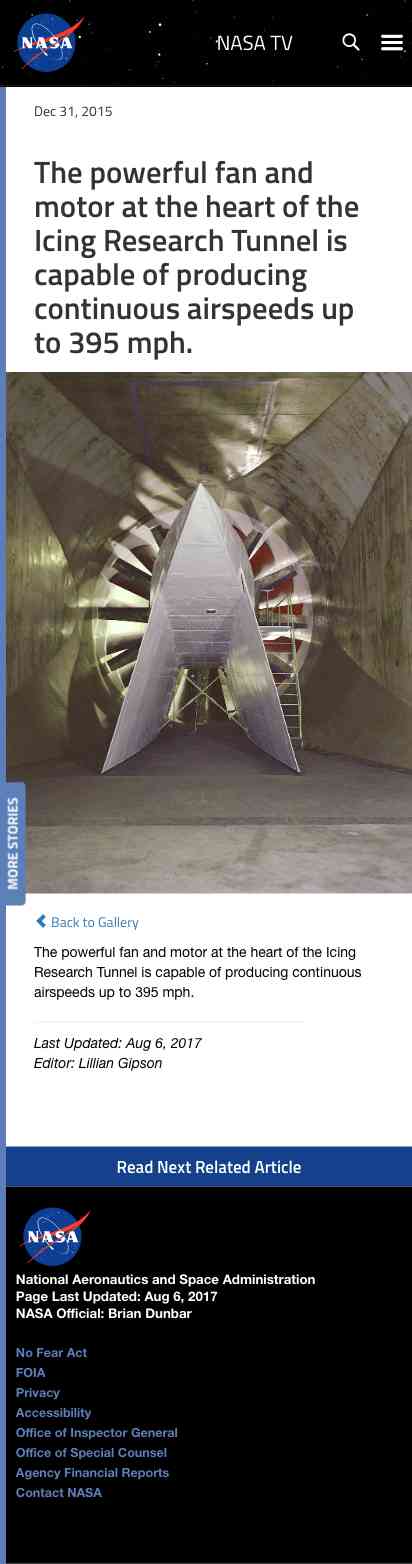 NASA
NASA TV
Dec 31, 2015
The powerful fan and
motor at the heart of the
Icing Research Tunnel is
capable of producing
continuous airspeeds up
to 395 mph.
MORE STORIES
Back to Gallery
The powerful fan and motor at the heart of the Icing
Research Tunnel is capable of producing continuous
airspeeds up to 395 mph.
Last Updated: Aug 6, 2017
Editor: Lillian Gipson
Read Next Related Article
NASA
National Aeronautics and Space Administration
Page Last Updated: Aug 6, 2017
NASA Official: Brian Dunbar
No Fear Act
FOIA
Privacy
Accessibility
Office of Inspector General
Office of Special Counsel
Agency Financial Reports
Contact NASA